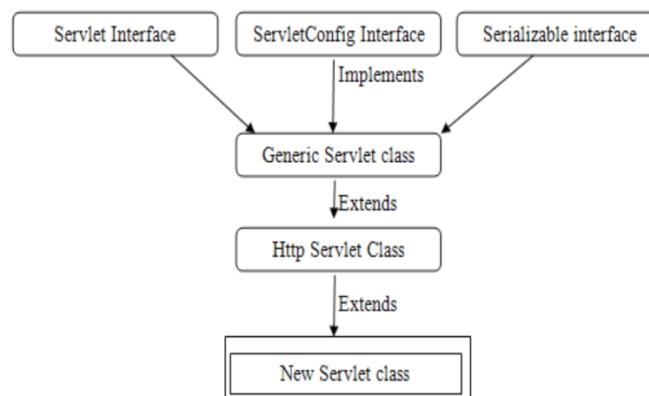 Servlet Interface
ServletConfig Interface
Serializable interface
Implements
Generic Servlet class
Extends
Http Servlet Class
Extends
New Servlet class